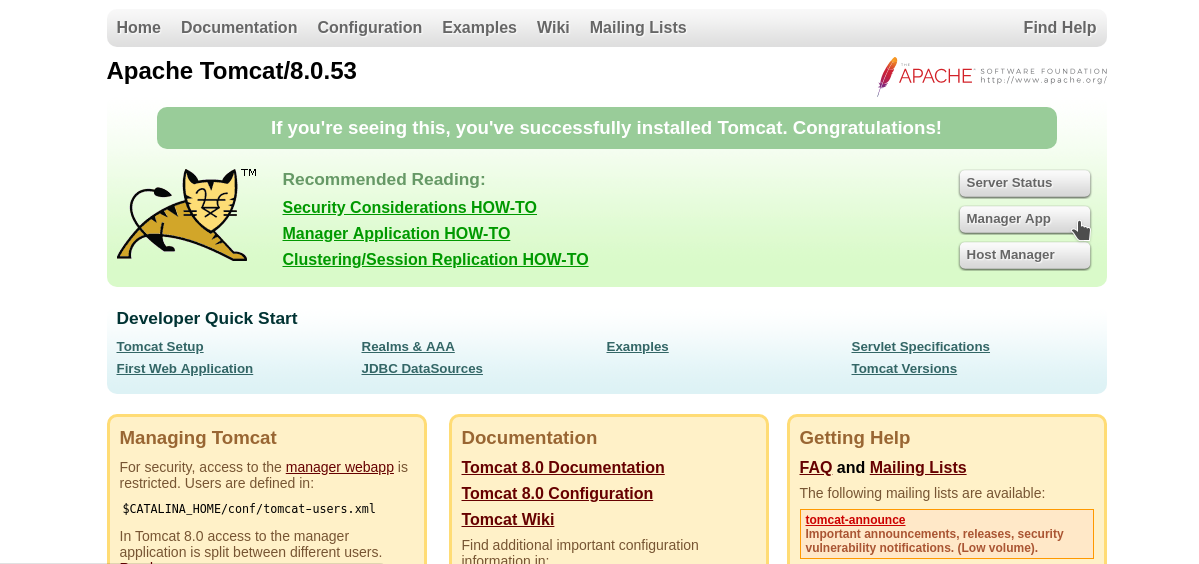 Home Documentation Configuration Examples Wiki Mailing Lists Find Help
Apache Tomcat/8.0.53
THE APACHE SOFTWARE FOUNDATION
http://www.apache.org/
If you're seeing this, you've successfully installed Tomcat. Congratulations!
TM
Recommended Reading:
Security Considerations HOW-TO
Manager Application HOW-TO
Clustering/Session Replication HOW-TO
Server Status
Manager App
Host Manager
Developer Quick Start
Tomcat Setup
First Web Application
Realms & AAA
JDBC DataSources
Examples
Servlet Specifications
Tomcat Versions
Managing Tomcat
For security, access to the manager webapp is
restricted. Users are defined in:
$CATALINA_HOME/conf/tomcat-users.xml
In Tomcat 8.0 access to the manager
application is split between different users.
Documentation
Tomcat 8.0 Documentation
Tomcat 8.0 Configuration
Tomcat Wiki
Find additional important configuration
information in:
Getting Help
FAQ and Mailing Lists
The following mailing lists are available:
tomcat-announce
Important announcements, releases, security
vulnerability notifications. (Low volume).